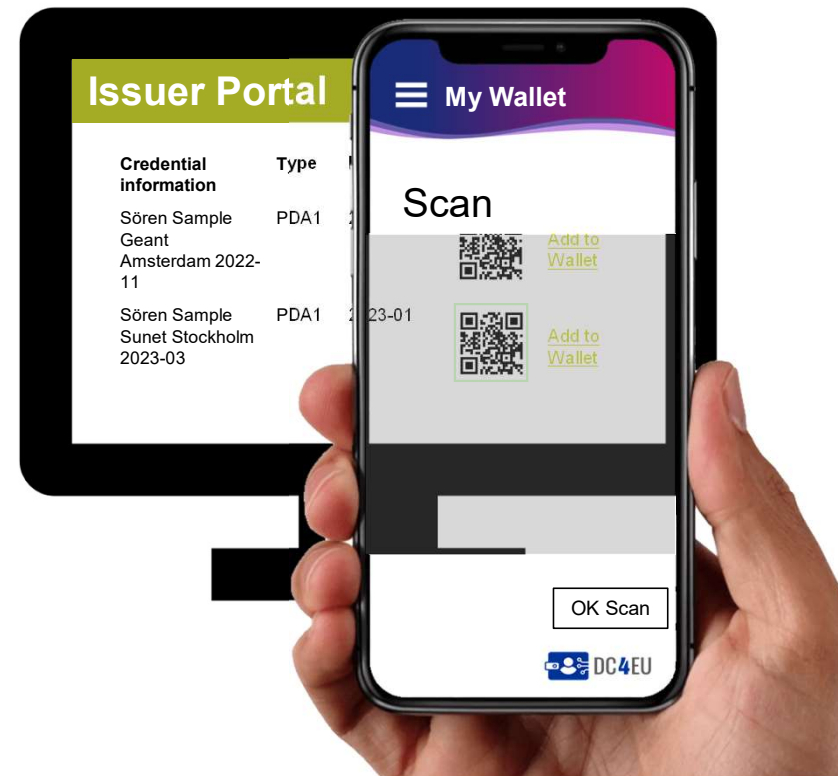 Issuer Portal
My Wallet
Credential
information
Type
Sören Sample
Geant
Amsterdam 2022-
11
PDA1
Sören Sample
Sunet Stockholm
2023-03
PDA1
23-01
Scan
Add to
Wallet
Add to
Wallet
OK Scan
DC4EU